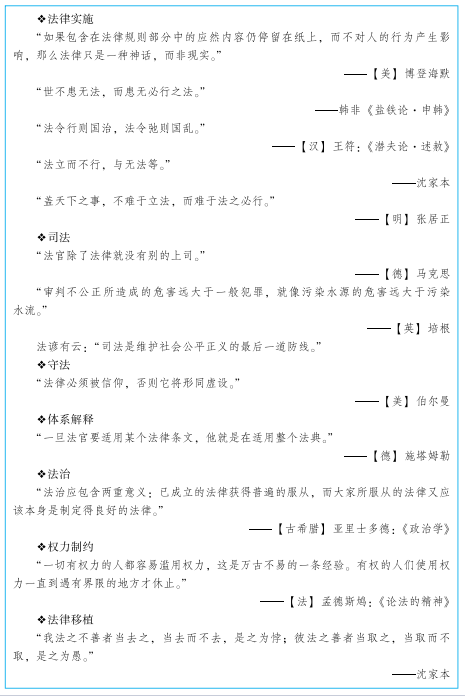 ❖法律实施
“如果包含在法律规则部分中的应然内容仍停留在纸上，而不对人的行为产生影
响，那么法律只是一种神话，而非现实。”
——【美】博登海默
“世不患无法，而患无必行之法。”
——韩非《盐铁论·申韩》
“法令行则国治，法令弛则国乱。”
——【汉】王符：《潜夫论·述赦》
“法立而不行，与无法等。”
——沈家本
“盖天下之事，不难于立法，而难于法之必行。”
——【明】张居正
❖司法
“法官除了法律就没有别的上司。”
——【德】马克思
“审判不公正所造成的危害远大于一般犯罪，就像污染水源的危害远大于污染
水流。”
——【英】培根
法谚有云：“司法是维护社会公平正义的最后一道防线。”
❖守法
“法律必须被信仰，否则它将形同虚设。”
——【美】伯尔曼
❖体系解释
“一旦法官要适用某个法律条文，他就是在适用整个法典。”
——【德】施塔姆勒
❖法治
“法治应包含两重意义：已成立的法律获得普遍的服从，而大家所服从的法律又应
该本身是制定得良好的法律。”
——【古希腊】亚里士多德：《政治学》
❖权力制约
“一切有权力的人都容易滥用权力，这是万古不易的一条经验。有权的人们使用权
力一直到遇有界限的地方才休止。”
——【法】孟德斯鸠：《论法的精神》
❖法律移植
“我法之不善者当去之，当去而不去，是之为悖；彼法之善者当取之，当取而不
取，是之为愚。”
——沈家本